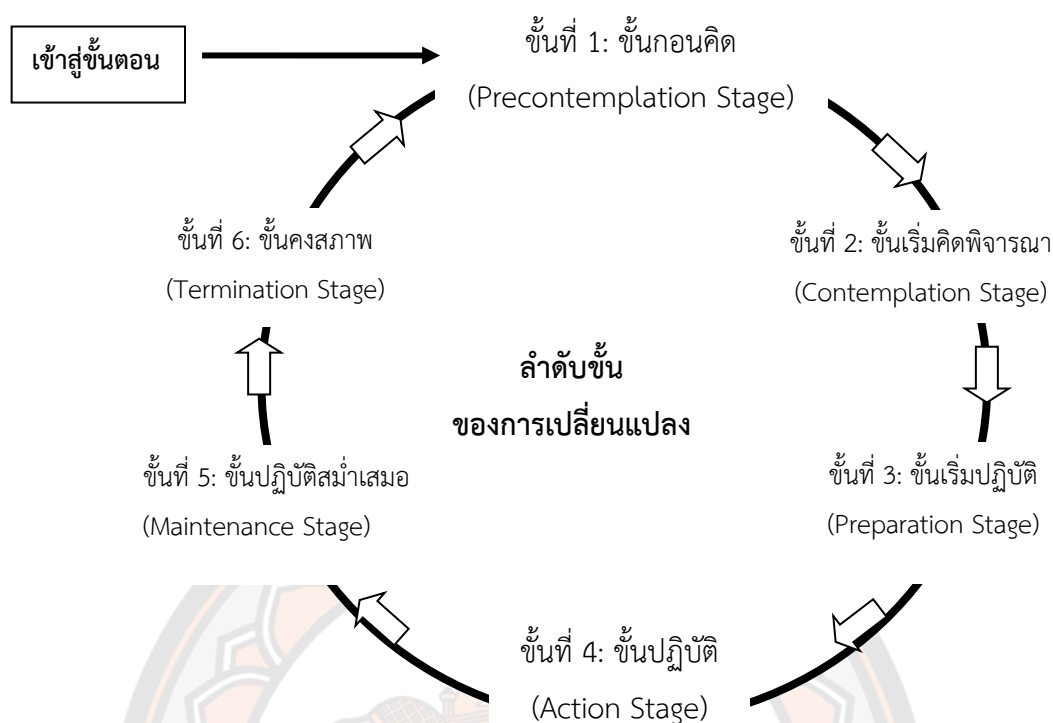 เข้าสู่ขั้นตอน
ขั้นที่ 1: ขั้นกอนคิด
(Precontemplation Stage)
ขั้นที่ 2: ขั้นเริ่มคิดพิจารณา
(Contemplation Stage)
ขั้นที่ 3: ขั้นเริ่มปฏิบัติ
(Preparation Stage)
ขั้นที่ 4: ขั้นปฏิบัติ
(Action Stage)
ขั้นที่ 5: ขั้นปฏิบัติสม่ำเสมอ
(Maintenance Stage)
ขั้นที่ 6: ขั้นคงสภาพ
(Termination Stage)
ลำดับขั้น
ของการเปลี่ยนแปลง